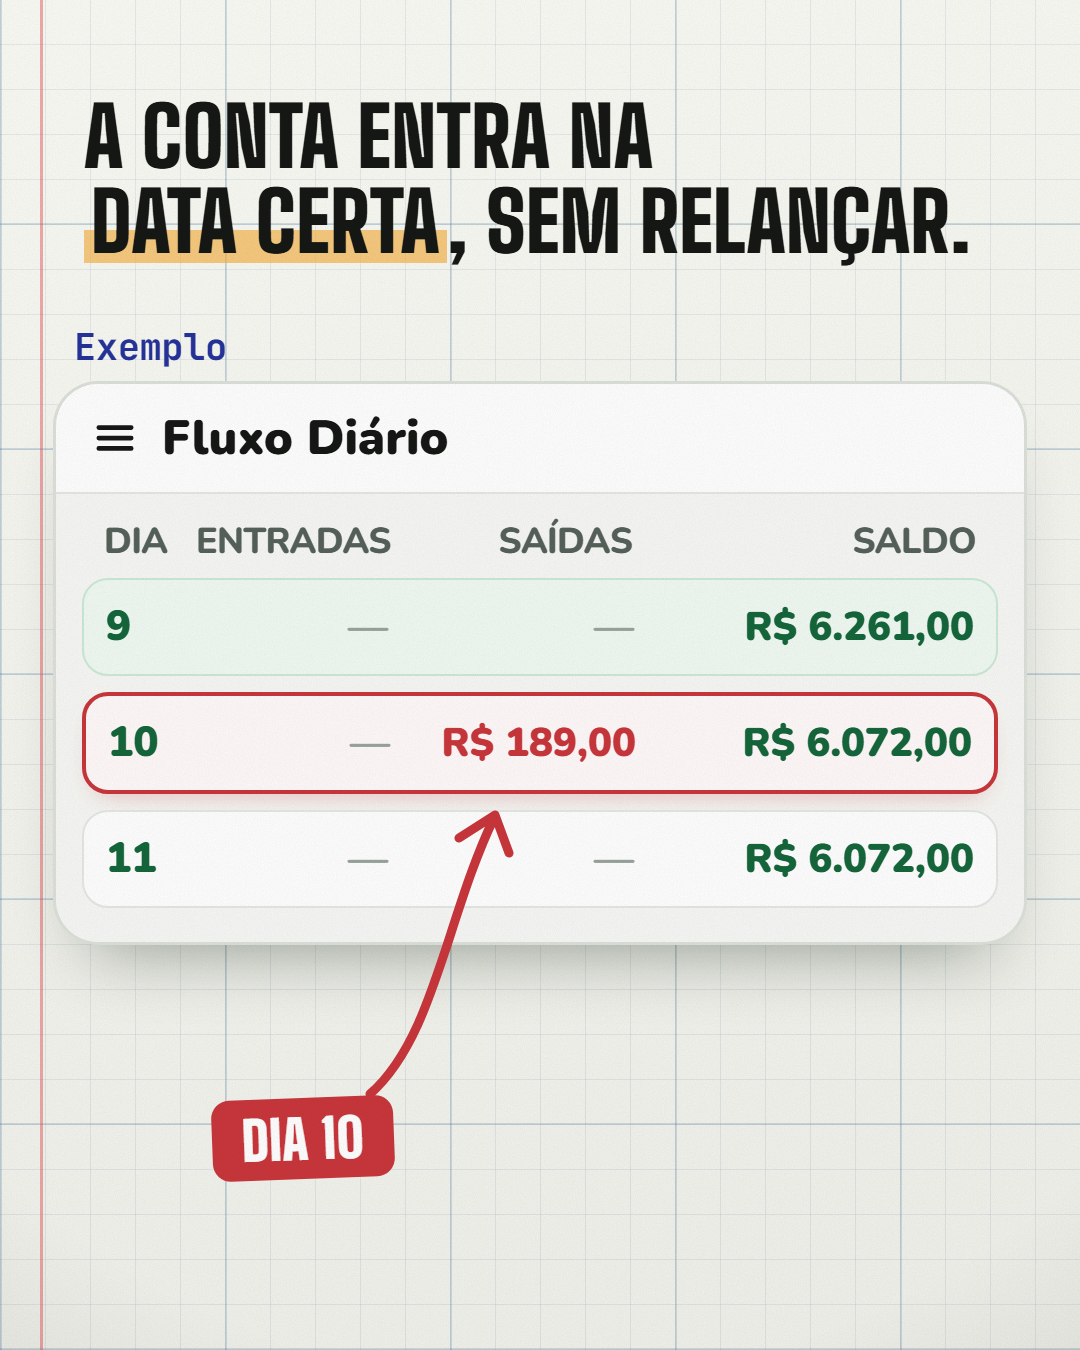 A CONTA ENTRA NA
DATA CERTA, SEM RELANÇAR.
Exemplo
Fluxo Diário
DIA ENTRADAS SAÍDAS SALDO
9 — — R$ 6.261,00
10 — R$ 189,00 R$ 6.072,00
11 — — R$ 6.072,00
DIA 10